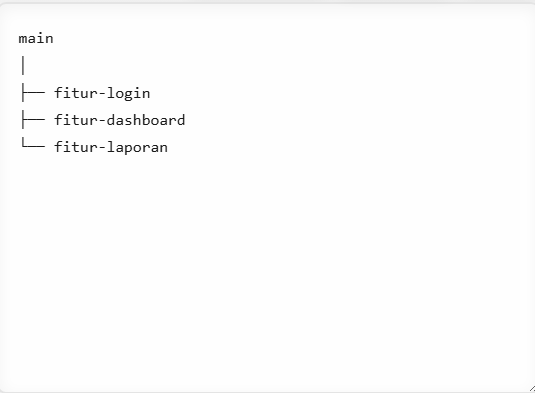 main
│
├── fitur-login
├── fitur-dashboard
└── fitur-laporan